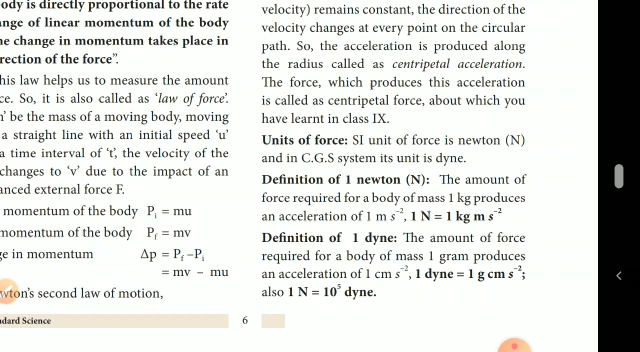 ody is directly proportional to the rate
ange of linear momentum of the body
he change in momentum takes place in
rection of the force”.
his law helps us to measure the amount
ce. So, it is also called as ‘law of force’.
n’ be the mass of a moving body, moving
a straight line with an initial speed ‘u’
a time interval of ‘t’, the velocity of the
changes to ‘v’ due to the impact of an
anced external force F.
momentum of the body Pi = mu
momentum of the body Pf = mv
ge in momentum Δp = Pf –Pi
= mv – mu
wton’s second law of motion,
dard Science
6
velocity) remains constant, the direction of the
velocity changes at every point on the circular
path. So, the acceleration is produced along
the radius called as centripetal acceleration.
The force, which produces this acceleration
is called as centripetal force, about which you
have learnt in class IX.
Units of force: SI unit of force is newton (N)
and in C.G.S system its unit is dyne.
Definition of 1 newton (N): The amount of
force required for a body of mass 1 kg produces
an acceleration of 1 m s⁻², 1 N = 1 kg m s⁻²
Definition of 1 dyne: The amount of force
required for a body of mass 1 gram produces
an acceleration of 1 cm s⁻², 1 dyne = 1 g cm s⁻²;
also 1 N = 10⁵ dyne.